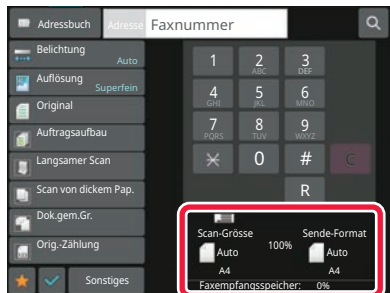 Adressbuch Adresse Faxnummer
Belichtung
Auto
Auflösung
Superfein
Original
Auftragsaufbau
Langsamer Scan
Scan von dickem Pap.
Dok.gem.Gr.
Orig.-Zählung
Sonstiges
1 2 3
ABC DEF
4 5 6
GHI JKL MNO
7 8 9
PQRS TUV WXYZ
0 # C
R
Scan-Grösse Sende-Format
Auto 100% Auto
A4 A4
Faxempfangsspeicher: 0%